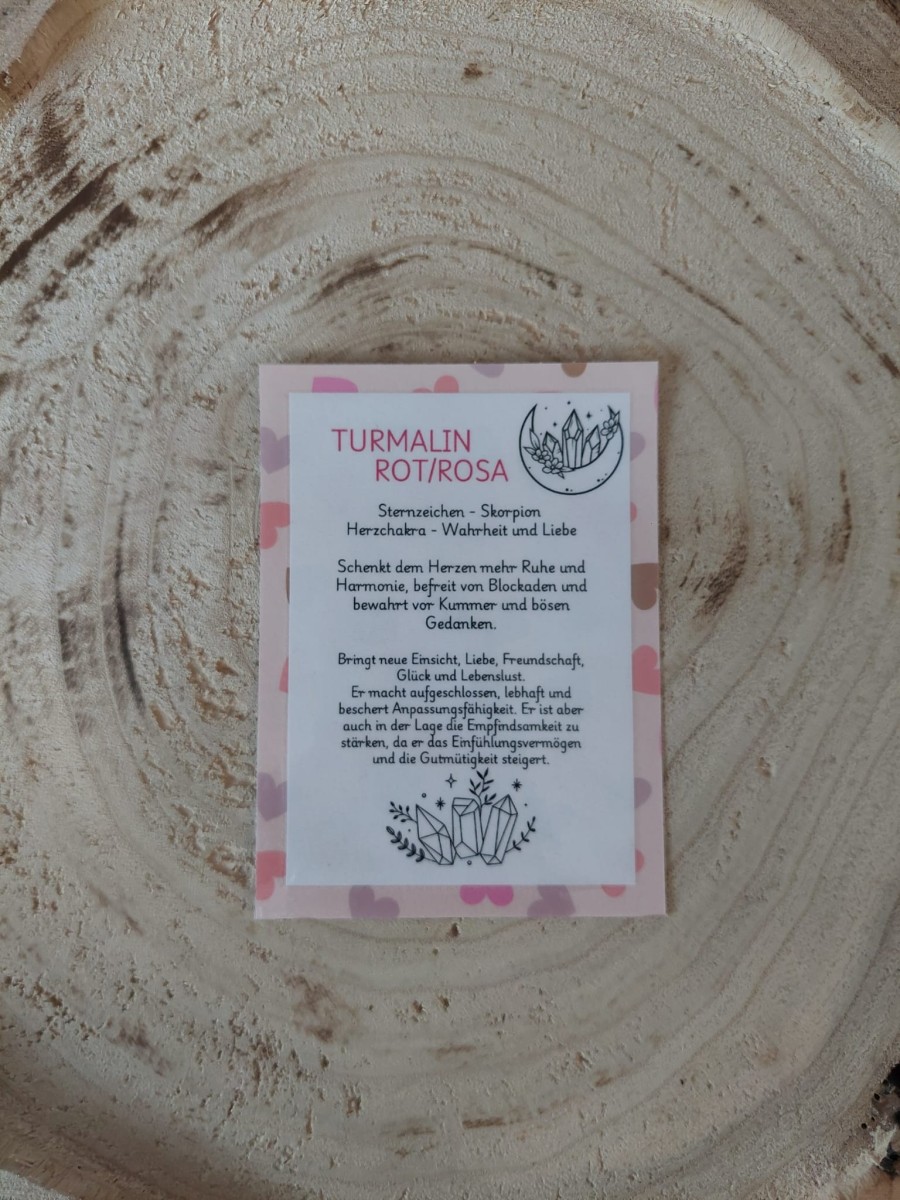 TURMALIN
ROT/ROSA
Sternzeichen - Skorpion
Herzchakra - Wahrheit und Liebe
Schenkt dem Herzen mehr Ruhe und
Harmonie, befreit von Blockaden und
bewahrt vor Kummer und bösen
Gedanken.
Bringt neue Einsicht, Liebe, Freundschaft,
Glück und Lebenslust.
Er macht aufgeschlossen, lebhaft und
beschert Anpassungsfähigkeit. Er ist aber
auch in der Lage die Empfindsamkeit zu
stärken, da er das Einfühlungsvermögen
und die Gutmütigkeit steigert.